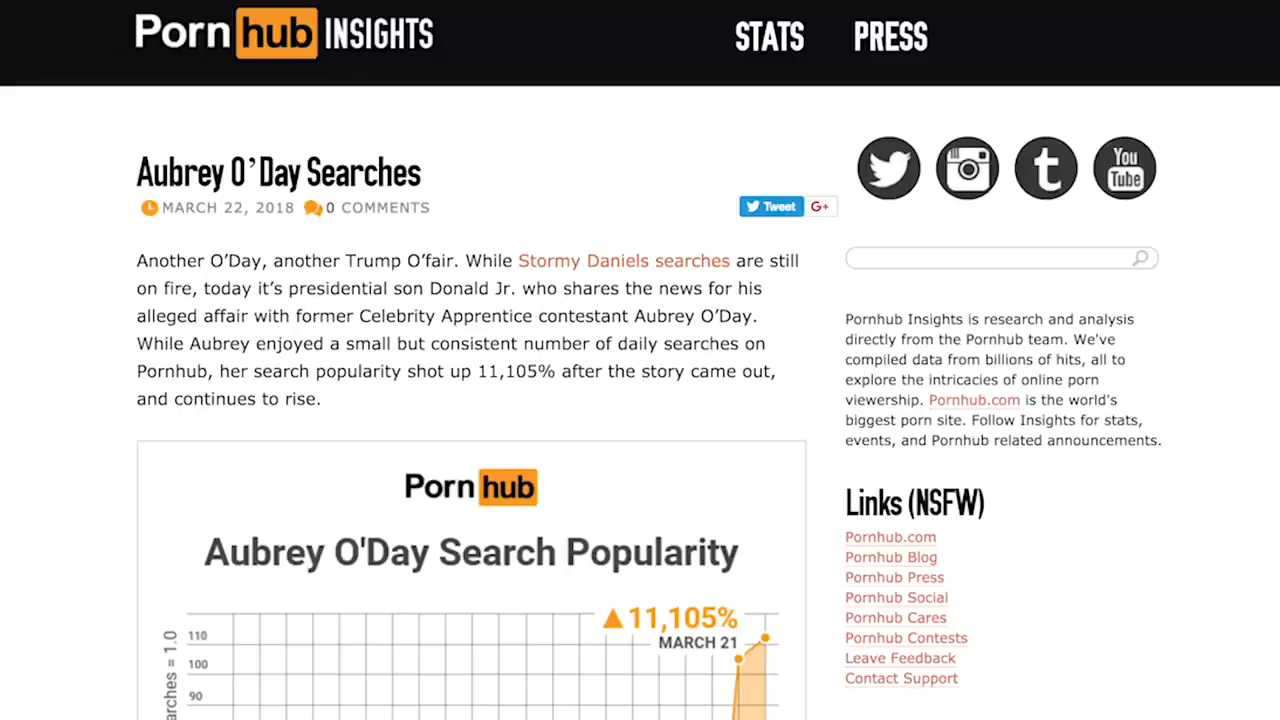 Pornhub INSIGHTS
STATS PRESS
Aubrey O'Day Searches
MARCH 22, 2018 0 COMMENTS
Tweet G+
Another O'Day, another Trump O'fair. While Stormy Daniels searches are still
on fire, today it's presidential son Donald Jr. who shares the news for his
alleged affair with former Celebrity Apprentice contestant Aubrey O'Day.
While Aubrey enjoyed a small but consistent number of daily searches on
Pornhub, her search popularity shot up 11,105% after the story came out,
and continues to rise.
Pornhub
Aubrey O'Day Search Popularity
11,105%
MARCH 21
110
100
90
arches = 1.0
t
You
Tube
Pornhub Insights is research and analysis
directly from the Pornhub team. We've
compiled data from billions of hits, all to
explore the intricacies of online porn
viewership. Pornhub.com is the world's
biggest porn site. Follow Insights for stats,
events, and Pornhub related announcements.
Links (NSFW)
Pornhub.com
Pornhub Blog
Pornhub Press
Pornhub Social
Pornhub Cares
Pornhub Contests
Leave Feedback
Contact Support